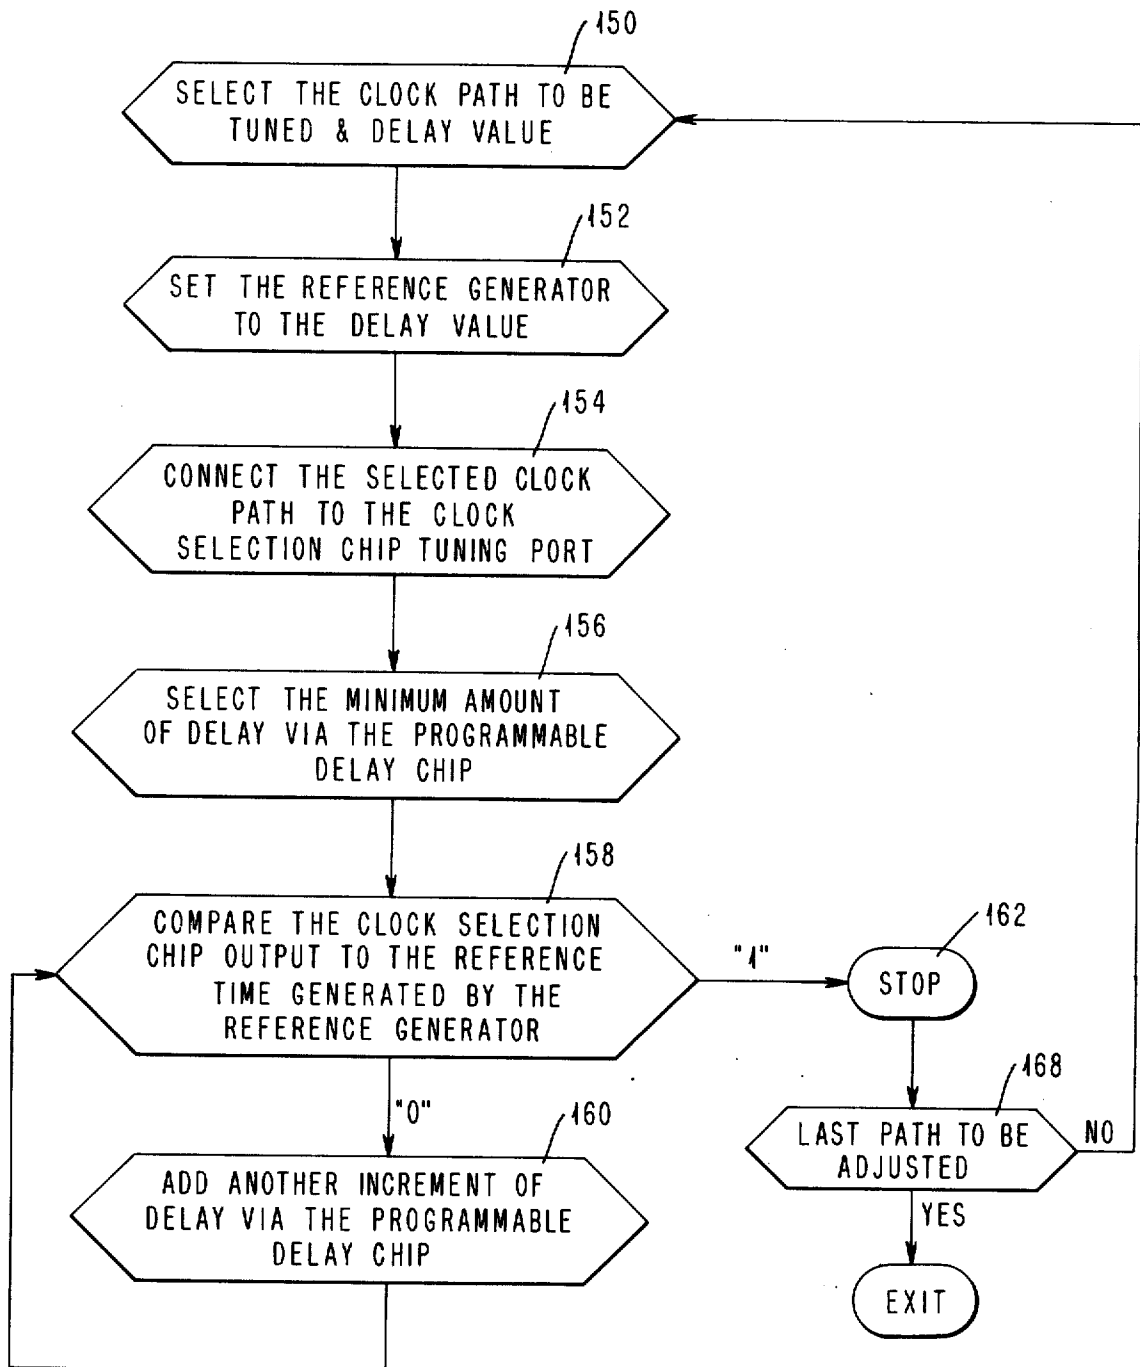 150
SELECT THE CLOCK PATH TO BE
TUNED & DELAY VALUE
152
SET THE REFERENCE GENERATOR
TO THE DELAY VALUE
154
CONNECT THE SELECTED CLOCK
PATH TO THE CLOCK
SELECTION CHIP TUNING PORT
156
SELECT THE MINIMUM AMOUNT
OF DELAY VIA THE PROGRAMMABLE
DELAY CHIP
158
COMPARE THE CLOCK SELECTION
CHIP OUTPUT TO THE REFERENCE
TIME GENERATED BY THE
REFERENCE GENERATOR
"1"
162
STOP
"0"
160
ADD ANOTHER INCREMENT OF
DELAY VIA THE PROGRAMMABLE
DELAY CHIP
168
LAST PATH TO BE
ADJUSTED
NO
YES
EXIT